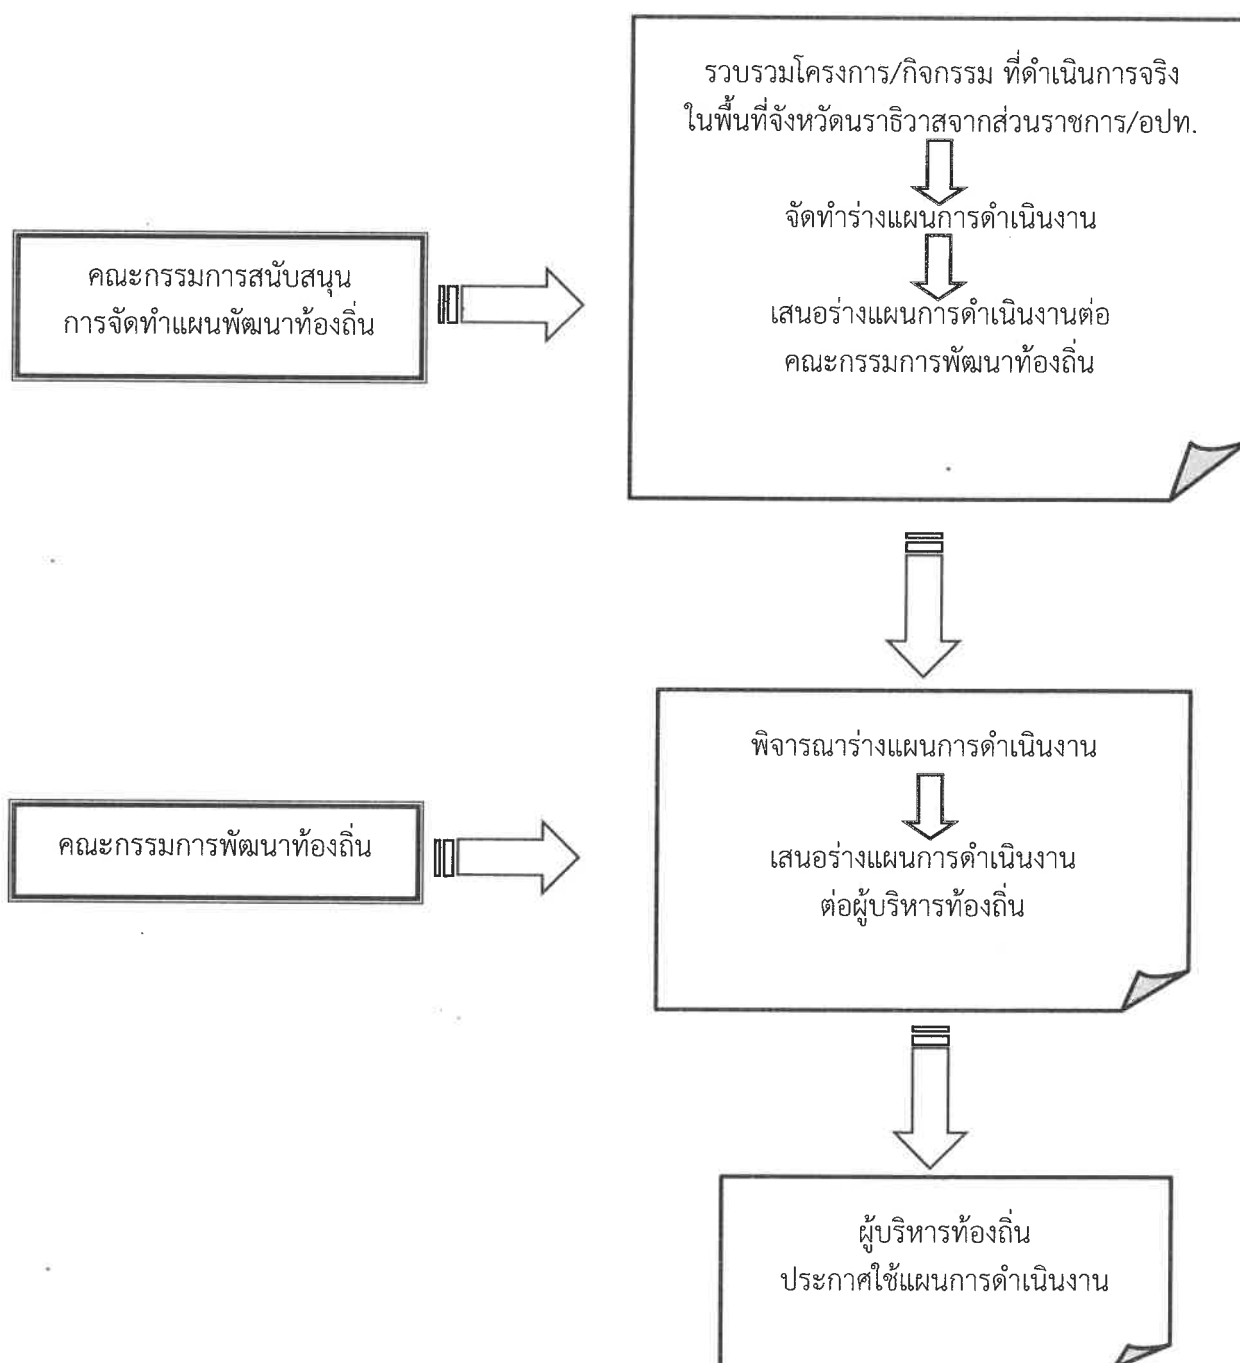 รวบรวมโครงการ/กิจกรรม ที่ดำเนินการจริง
ในพื้นที่จังหวัดนราธิวาสจากส่วนราชการ/อปท.
จัดทำร่างแผนการดำเนินงาน
เสนอร่างแผนการดำเนินงานต่อ
คณะกรรมการพัฒนาท้องถิ่น
คณะกรรมการสนับสนุน
การจัดทำแผนพัฒนาท้องถิ่น
พิจารณาร่างแผนการดำเนินงาน
เสนอร่างแผนการดำเนินงาน
ต่อผู้บริหารท้องถิ่น
คณะกรรมการพัฒนาท้องถิ่น
ผู้บริหารท้องถิ่น
ประกาศใช้แผนการดำเนินงาน